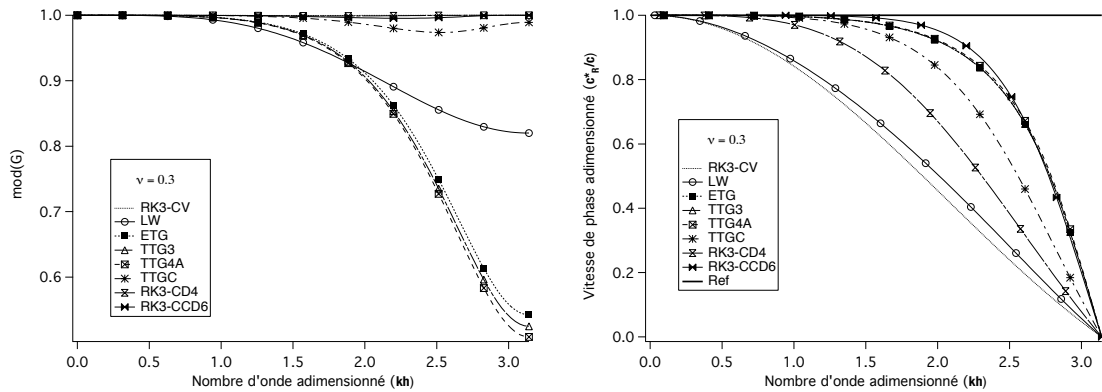 mod(G)
1.0
0.9
0.8
0.7
0.6
ν = 0.3
RK3-CV
LW
ETG
TTG3
TTG4A
TTGC
RK3-CD4
RK3-CCD6
0.0 0.5 1.0 1.5 2.0 2.5 3.0
Nombre d'onde adimensionné (kh)
Vitesse de phase adimensionné (c*R/c)
1.0
0.8
0.6
0.4
0.2
0.0
ν = 0.3
RK3-CV
LW
ETG
TTG3
TTG4A
TTGC
RK3-CD4
RK3-CCD6
Ref
0.0 0.5 1.0 1.5 2.0 2.5 3.0
Nombre d'onde adimensionné (kh)